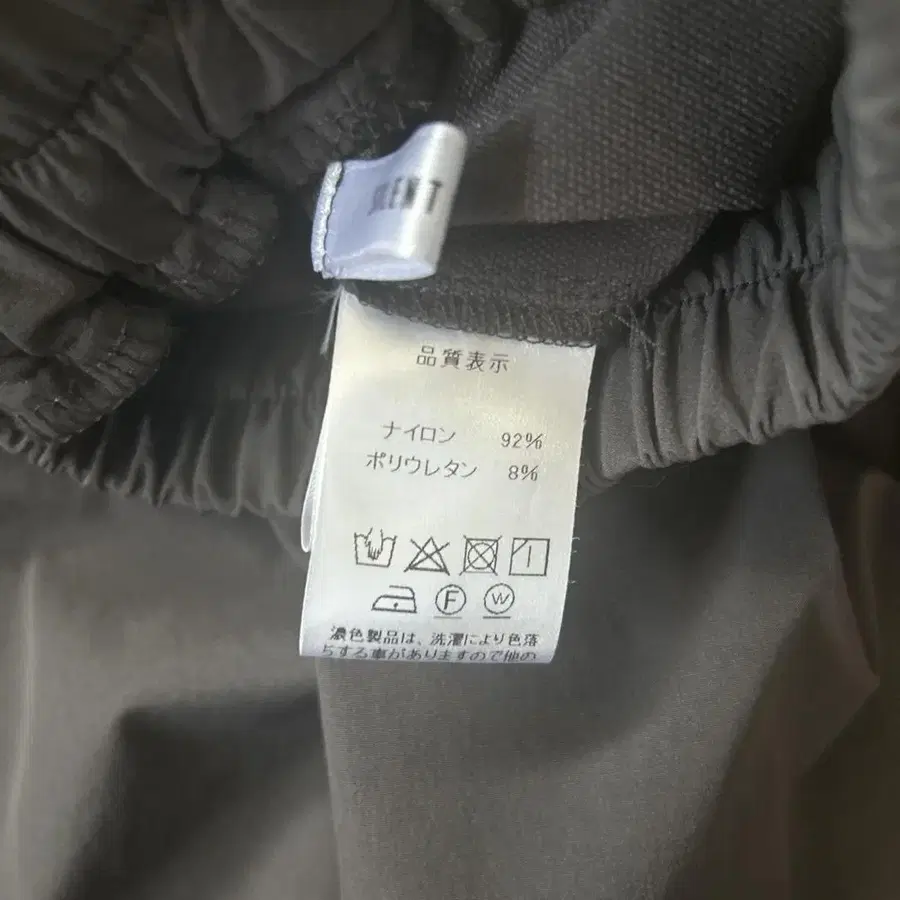 品質表示
ナイロン 92%
ポリウレタン 8%
F
W
濃色製品は、洗濯により色落
ちする事がありますので他の